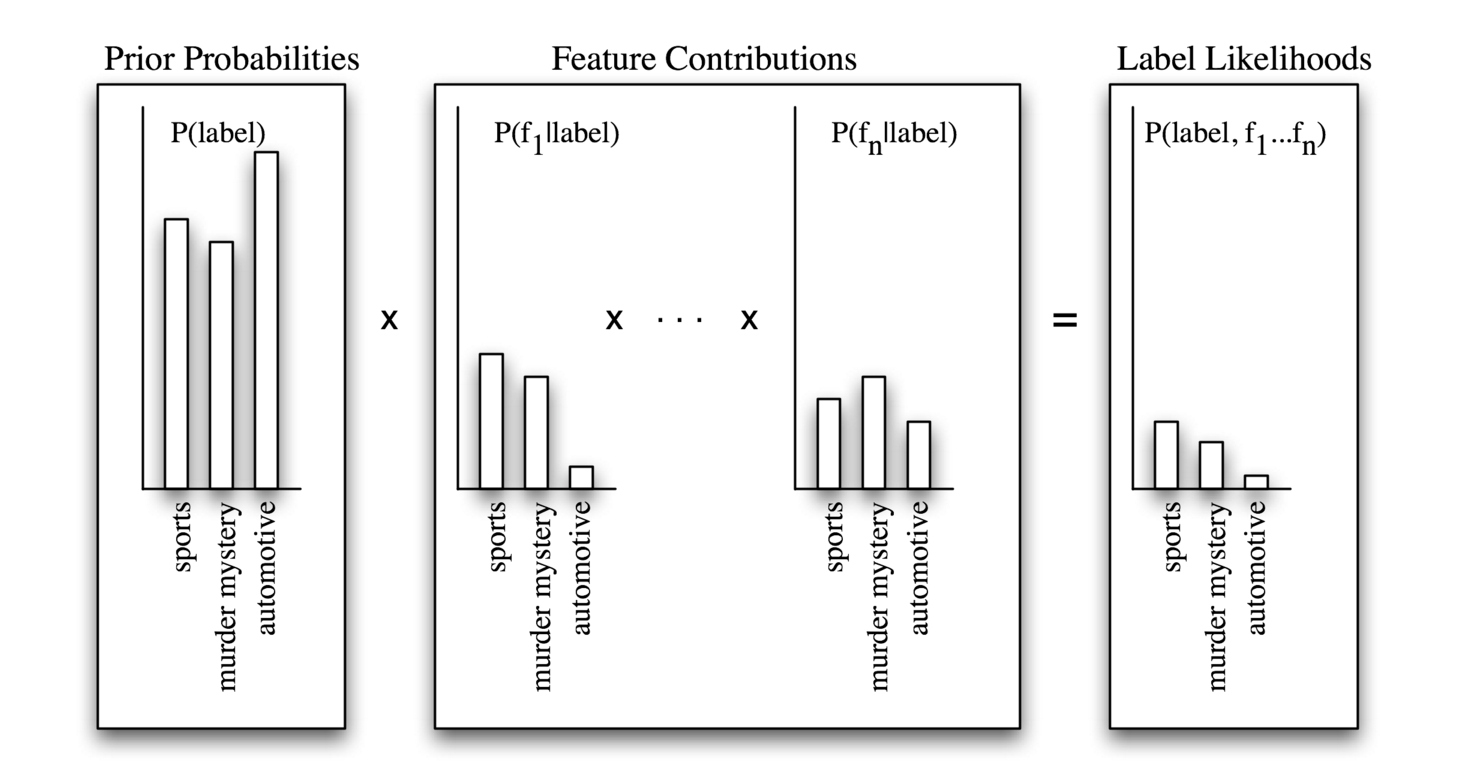 Prior Probabilities
Feature Contributions
Label Likelihoods
P(label)
P(f1|label)
P(fn|label)
P(label, f1...fn)
x
x
. . .
x
=
sports
murder mystery
automotive
sports
murder mystery
automotive
sports
murder mystery
automotive
sports
murder mystery
automotive